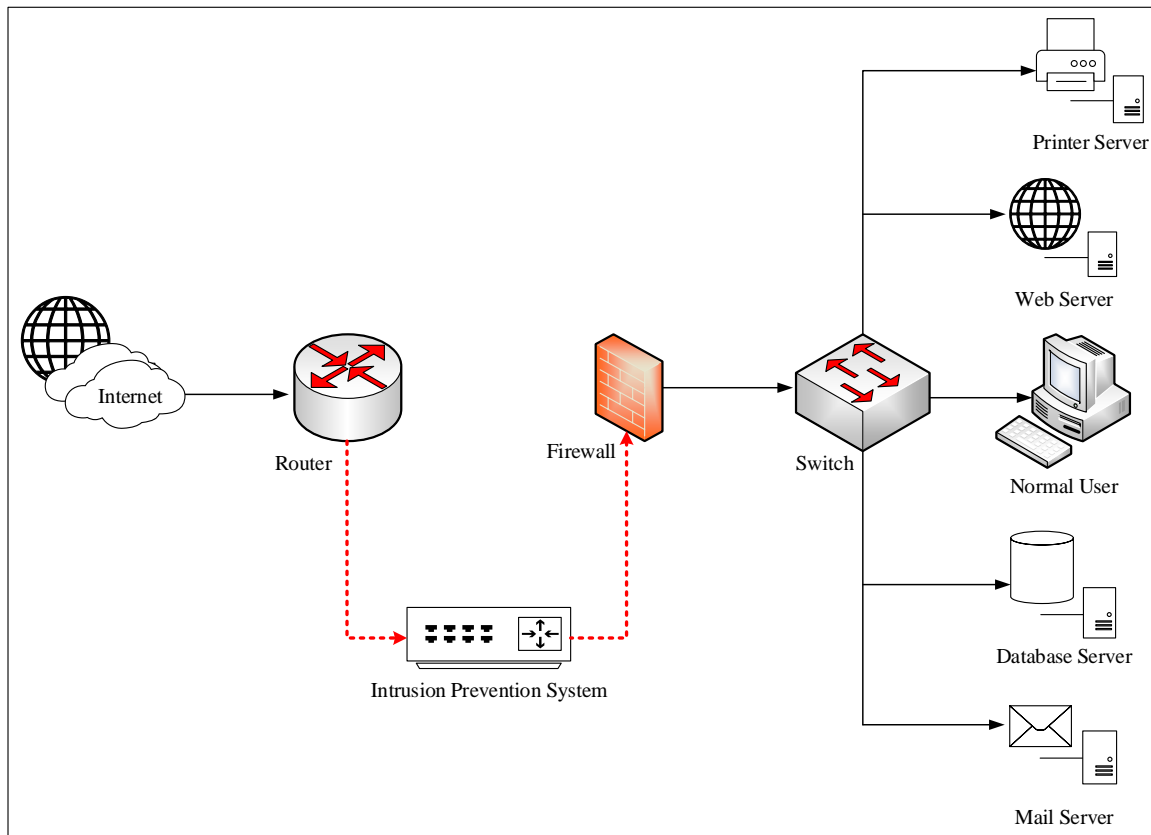 Printer Server
Web Server
Internet
Router
Firewall
Switch
Normal User
Intrusion Prevention System
Database Server
Mail Server